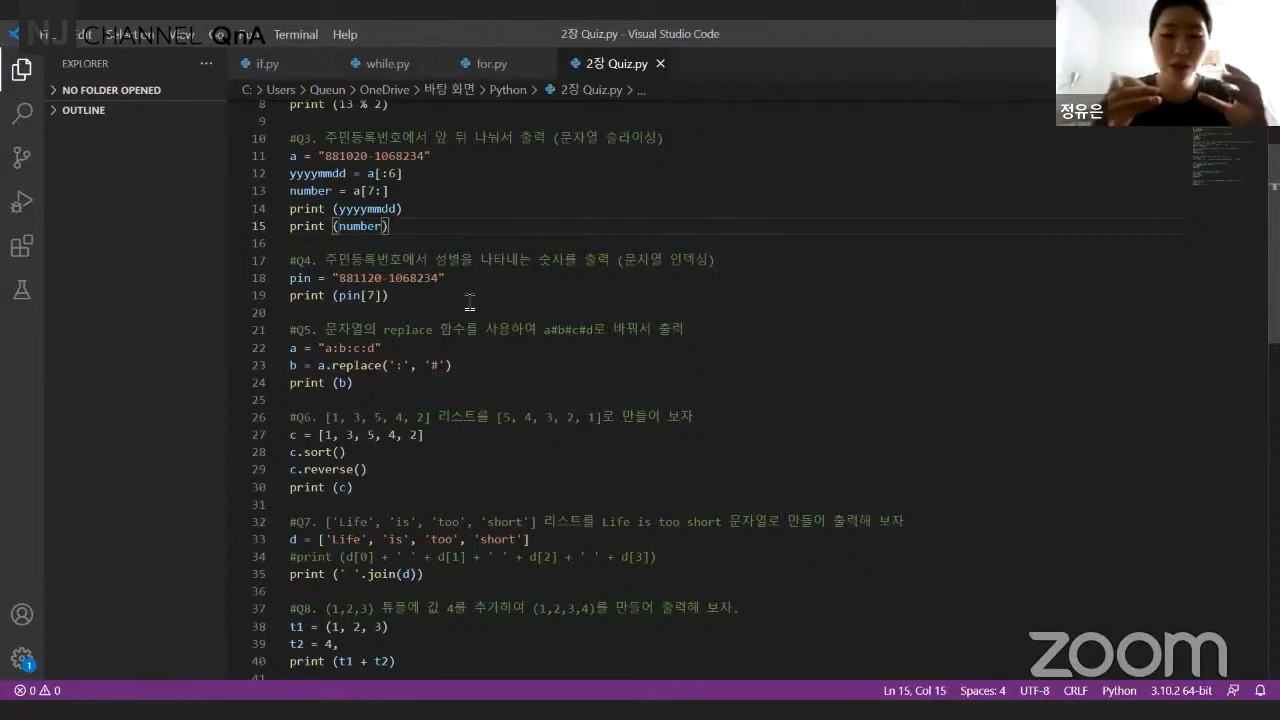 NJ CHANNEL QnA
File Edit Selection View Go Run Terminal Help
2장 Quiz.py - Visual Studio Code
정유은
EXPLORER
NO FOLDER OPENED
OUTLINE
if.py while.py for.py 2장 Quiz.py
C: > Users > Queun > OneDrive > 바탕 화면 > Python > 2장 Quiz.py > ...
8 print (13 % 2)
9
10 #Q3. 주민등록번호에서 앞 뒤 나눠서 출력 (문자열 슬라이싱)
11 a = "881020-1068234"
12 yyyymmdd = a[:6]
13 number = a[7:]
14 print (yyyymmdd)
15 print (number)
16
17 #Q4. 주민등록번호에서 성별을 나타내는 숫자를 출력 (문자열 인덱싱)
18 pin = "881120-1068234"
19 print (pin[7])
20
21 #Q5. 문자열의 replace 함수를 사용하여 a#b#c#d로 바꿔서 출력
22 a = "a:b:c:d"
23 b = a.replace(':', '#')
24 print (b)
25
26 #Q6. [1, 3, 5, 4, 2] 리스트를 [5, 4, 3, 2, 1]로 만들어 보자
27 c = [1, 3, 5, 4, 2]
28 c.sort()
29 c.reverse()
30 print (c)
31
32 #Q7. ['Life', 'is', 'too', 'short'] 리스트를 Life is too short 문자열로 만들어 출력해 보자
33 d = ['Life', 'is', 'too', 'short']
34 #print (d[0] + ' ' + d[1] + ' ' + d[2] + ' ' + d[3])
35 print (' '.join(d))
36
37 #Q8. (1,2,3) 튜플에 값 4를 추가하여 (1,2,3,4)를 만들어 출력해 보자.
38 t1 = (1, 2, 3)
39 t2 = 4,
40 print (t1 + t2)
41
zoom
1
0 0 Ln 15, Col 15 Spaces: 4 UTF-8 CRLF Python 3.10.2 64-bit